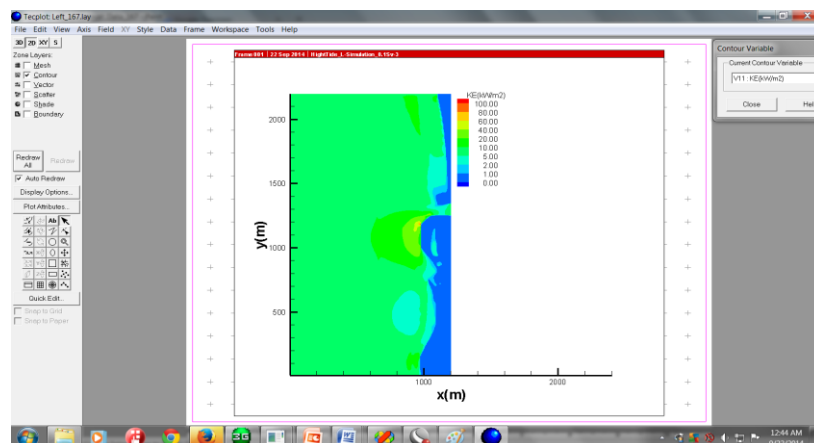 Tecplot: Left_167.lay
File Edit View Axis Field XY Style Data Frame Workspace Tools Help
3D 2D XY S
Zone Layers:
Mesh
Contour
Vector
Scatter
Shade
Boundary
Redraw All
Redraw
Auto Redraw
Display Options...
Plot Attributes...
Ab
Quick Edit...
Snap to Grid
Snap to Paper
Frame 001 | 22 Sep 2014 |
KE(kW/m2)
100.00
80.00
60.00
40.00
20.00
10.00
5.00
2.00
1.00
0.00
2000
1500
1000
500
y(m)
1000
2000
x(m)
Contour Variable
Current Contour Variable
V11: KE(kW/m2)
Close
Hel
3G
12:44 AM